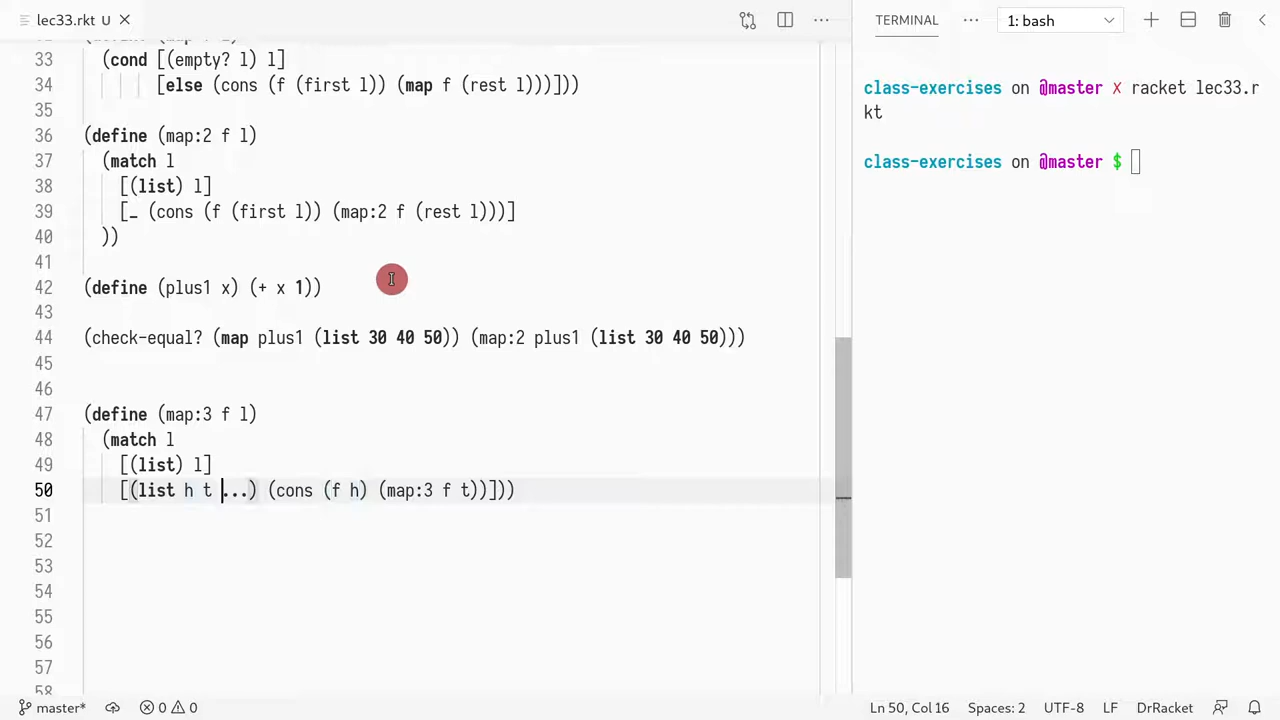 lec33.rkt U
TERMINAL
1: bash
33 (cond [(empty? l) l]
34 [else (cons (f (first l)) (map f (rest l)))]))
35
36 (define (map:2 f l)
37 (match l
38 [(list) l]
39 [_ (cons (f (first l)) (map:2 f (rest l)))]
40 ))
41
42 (define (plus1 x) (+ x 1))
43
44 (check-equal? (map plus1 (list 30 40 50)) (map:2 plus1 (list 30 40 50)))
45
46
47 (define (map:3 f l)
48 (match l
49 [(list) l]
50 [(list h t ...) (cons (f h) (map:3 f t))]))
51
52
53
54
55
56
57
58
class-exercises on @master ✗ racket lec33.r
kt
class-exercises on @master $
master* 0 0 Ln 50, Col 16 Spaces: 2 UTF-8 LF DrRacket